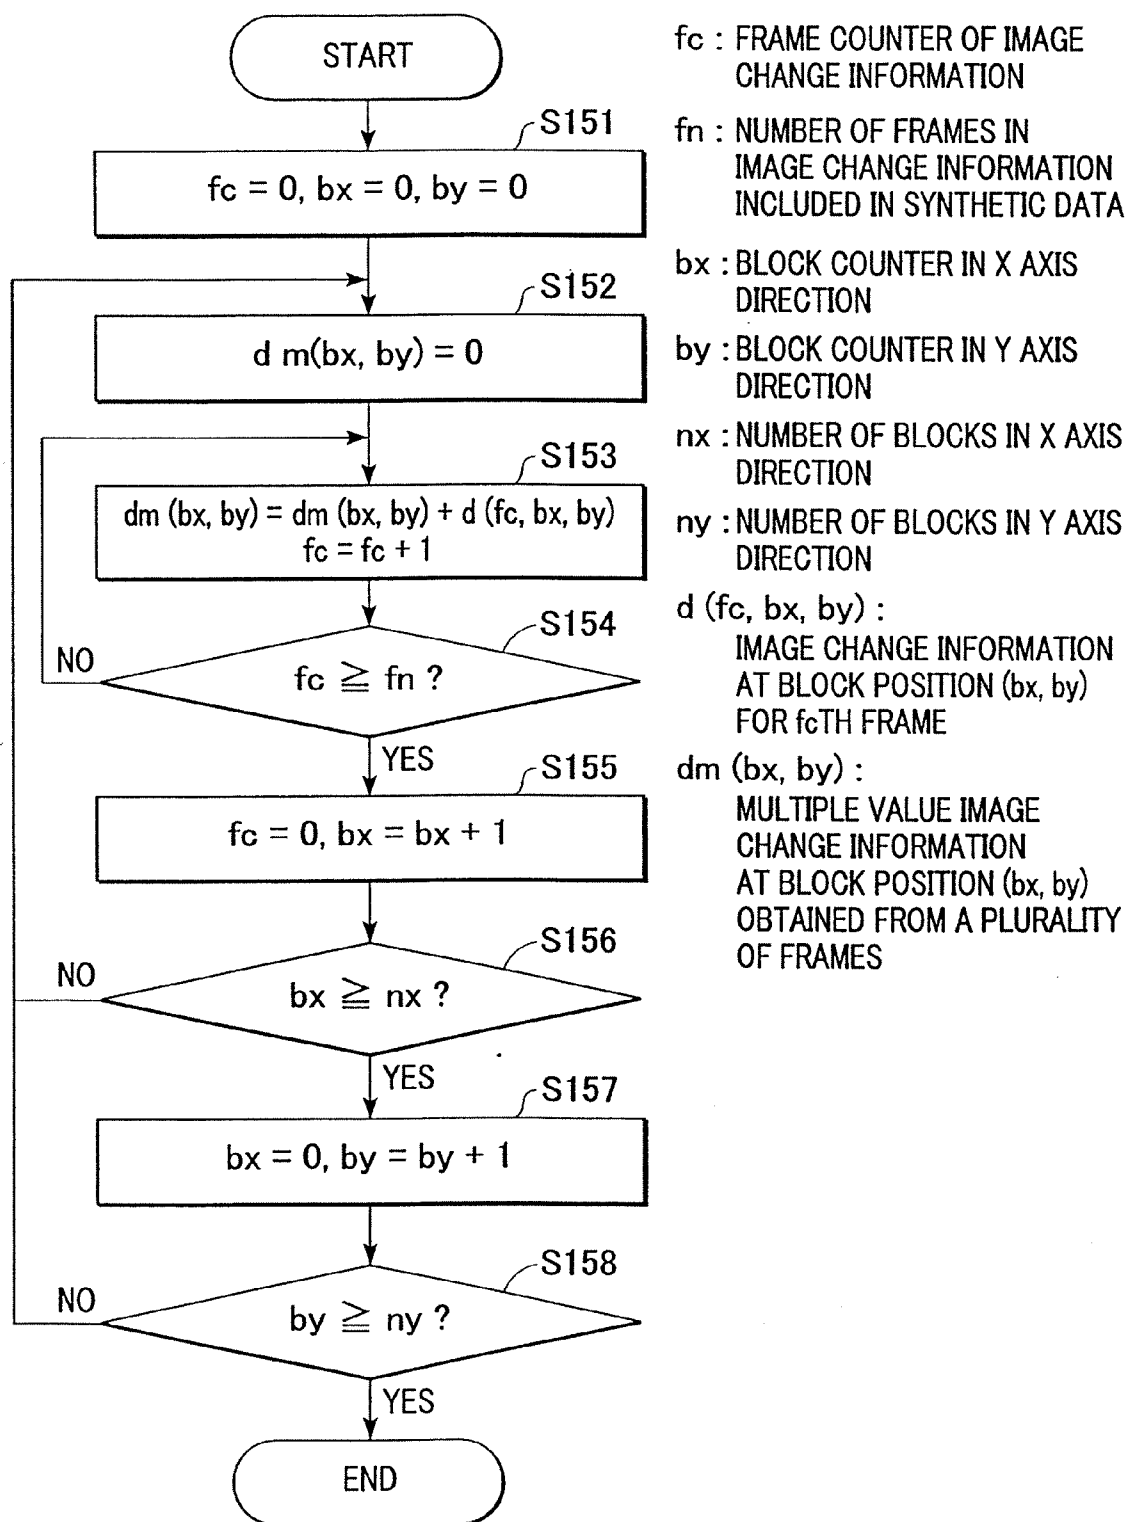 START
S151
fc = 0, bx = 0, by = 0
S152
d m(bx, by) = 0
S153
dm (bx, by) = dm (bx, by) + d (fc, bx, by)
fc = fc + 1
S154
NO
fc ≧ fn ?
YES
S155
fc = 0, bx = bx + 1
S156
NO
bx ≧ nx ?
YES
S157
bx = 0, by = by + 1
S158
NO
by ≧ ny ?
YES
END
fc : FRAME COUNTER OF IMAGE
CHANGE INFORMATION
fn : NUMBER OF FRAMES IN
IMAGE CHANGE INFORMATION
INCLUDED IN SYNTHETIC DATA
bx : BLOCK COUNTER IN X AXIS
DIRECTION
by : BLOCK COUNTER IN Y AXIS
DIRECTION
nx : NUMBER OF BLOCKS IN X AXIS
DIRECTION
ny : NUMBER OF BLOCKS IN Y AXIS
DIRECTION
d (fc, bx, by) :
IMAGE CHANGE INFORMATION
AT BLOCK POSITION (bx, by)
FOR fcTH FRAME
dm (bx, by) :
MULTIPLE VALUE IMAGE
CHANGE INFORMATION
AT BLOCK POSITION (bx, by)
OBTAINED FROM A PLURALITY
OF FRAMES